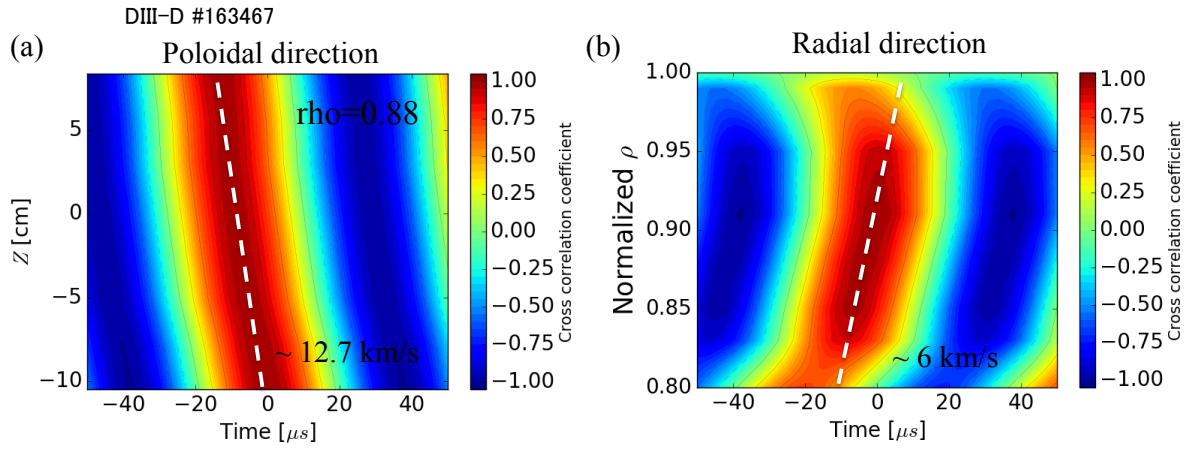 DIII-D #163467
(a)
Poloidal direction
rho=0.88
~ 12.7 km/s
5
0
−5
−10
Z [cm]
−40
−20
0
20
40
Time [μs]
1.00
0.75
0.50
0.25
0.00
−0.25
−0.50
−0.75
−1.00
Cross correlation coefficient
(b)
Radial direction
~ 6 km/s
1.00
0.95
0.90
0.85
0.80
Normalized ρ
−40
−20
0
20
40
Time [μs]
1.00
0.75
0.50
0.25
0.00
−0.25
−0.50
−0.75
−1.00
Cross correlation coefficient